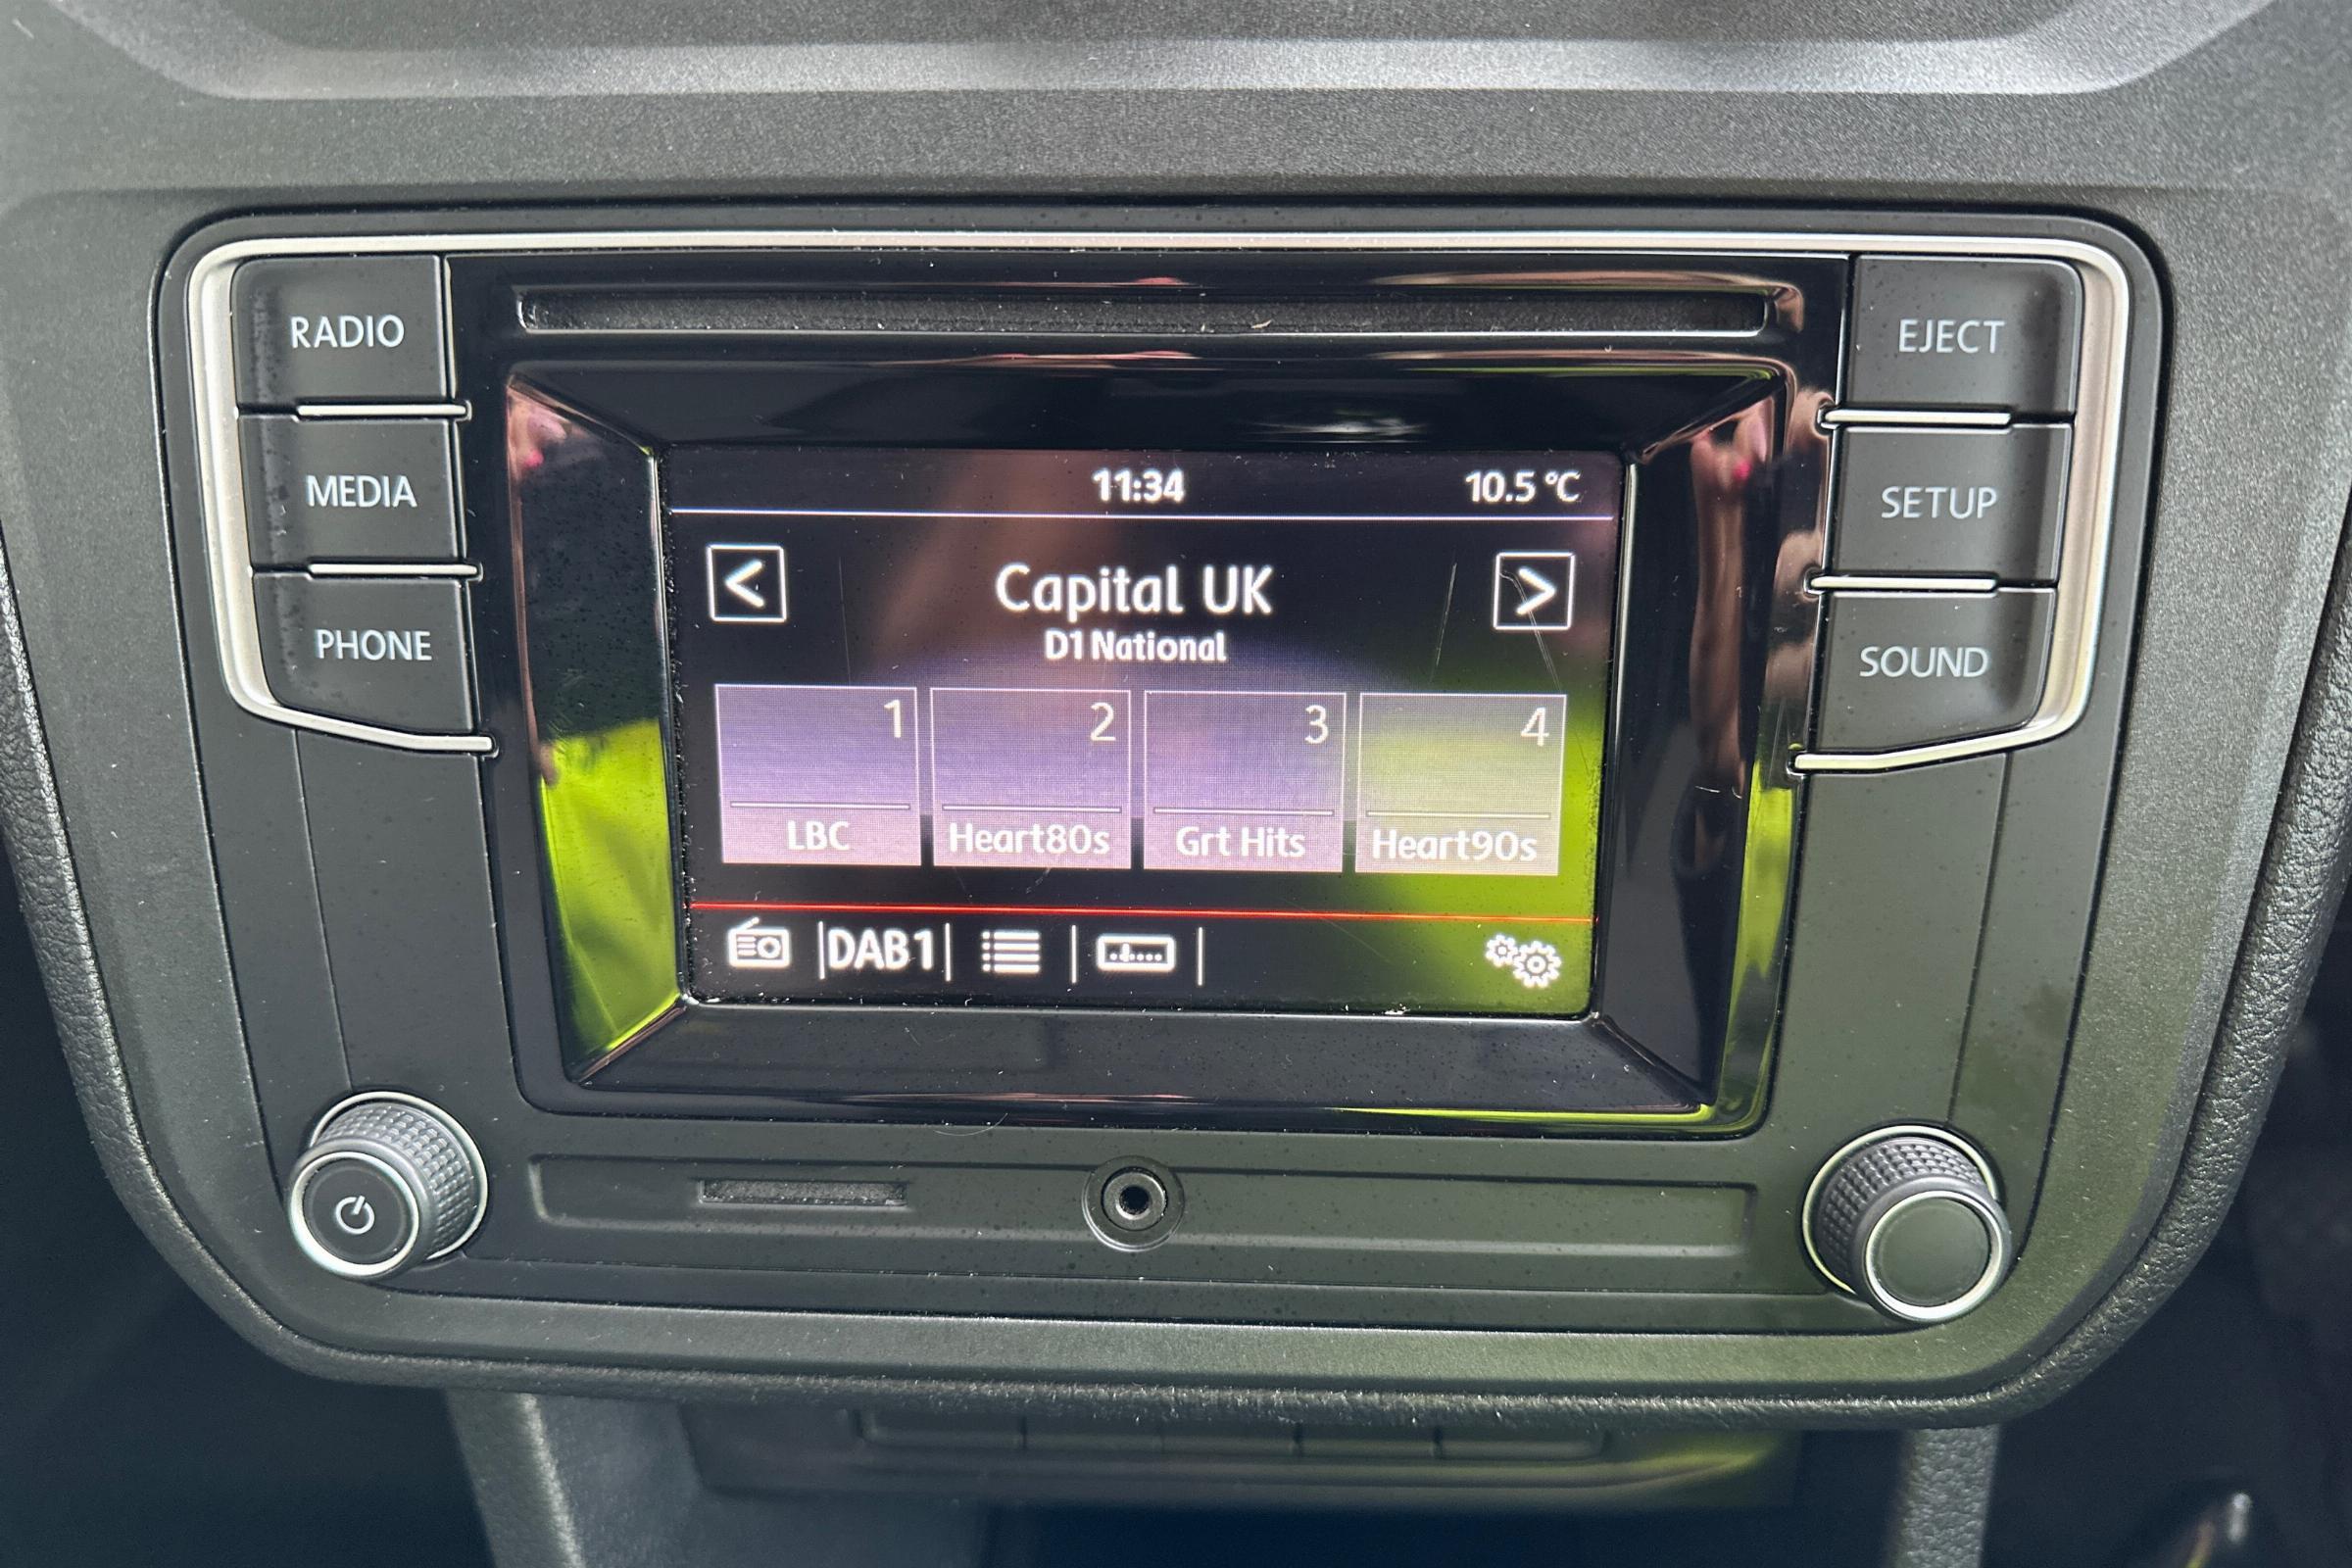 RADIO
MEDIA
PHONE
EJECT
SETUP
SOUND
11:34 10.5 °C
< Capital UK >
D1 National
1 2 3 4
LBC Heart80s Grt Hits Heart90s
DAB1